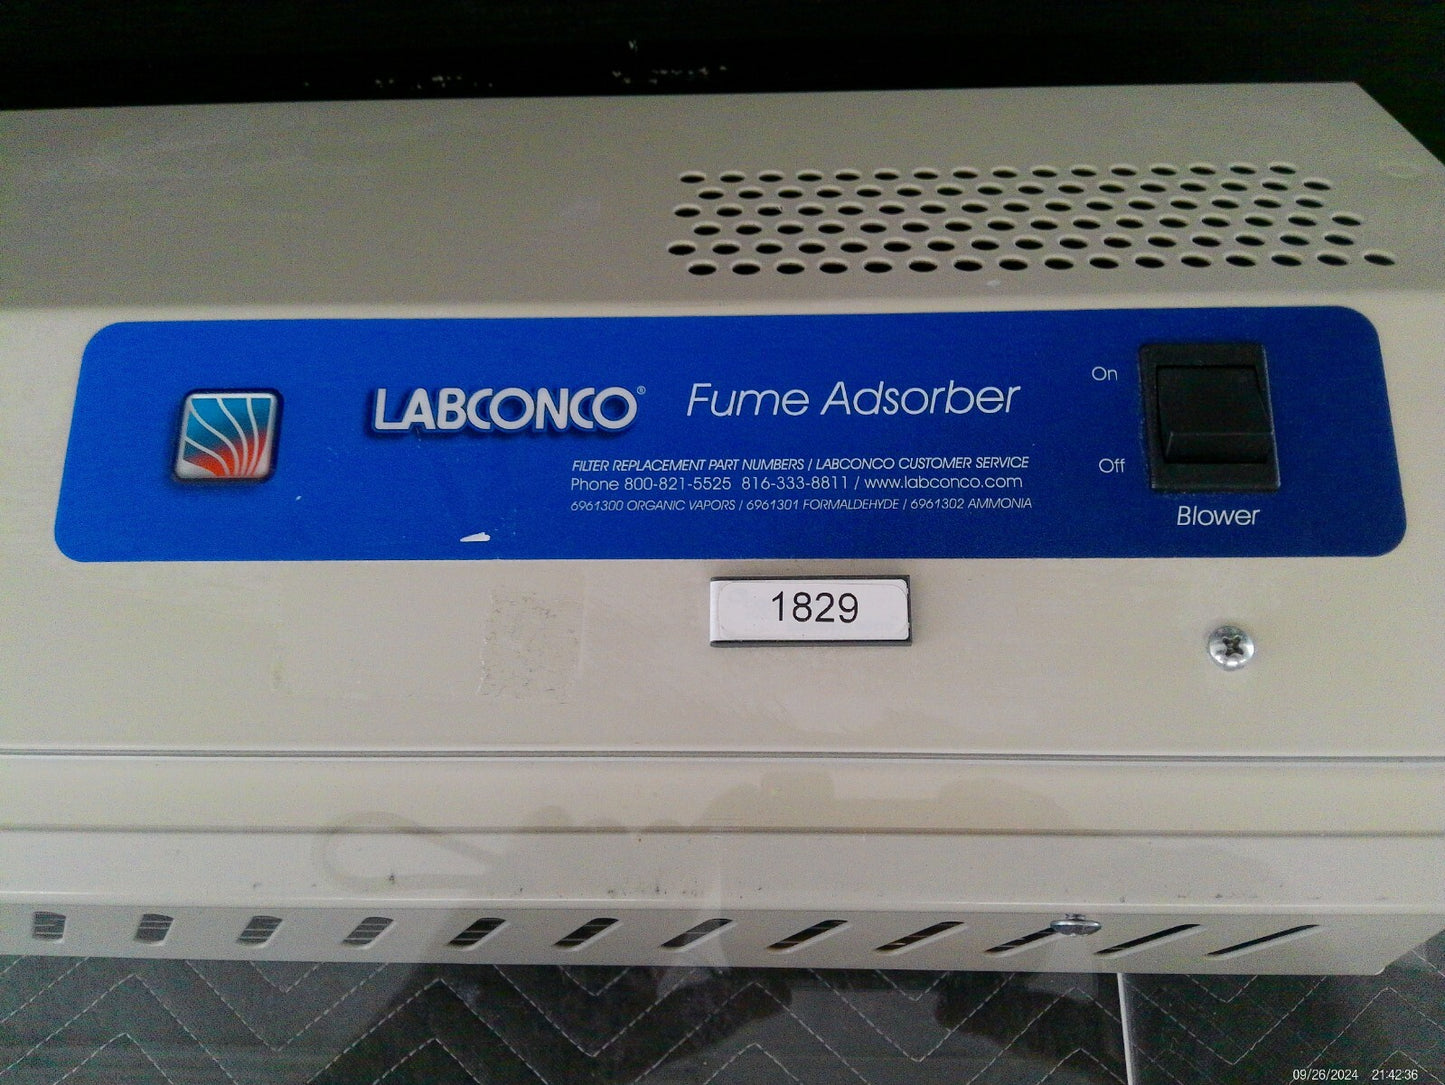 LABCONCO® Fume Adsorber
FILTER REPLACEMENT PART NUMBERS / LABCONCO CUSTOMER SERVICE
Phone 800-821-5525 816-333-8811 / www.labconco.com
6961300 ORGANIC VAPORS / 6961301 FORMALDEHYDE / 6961302 AMMONIA
On
Off
Blower
1829
09/26/2024 21:42:36